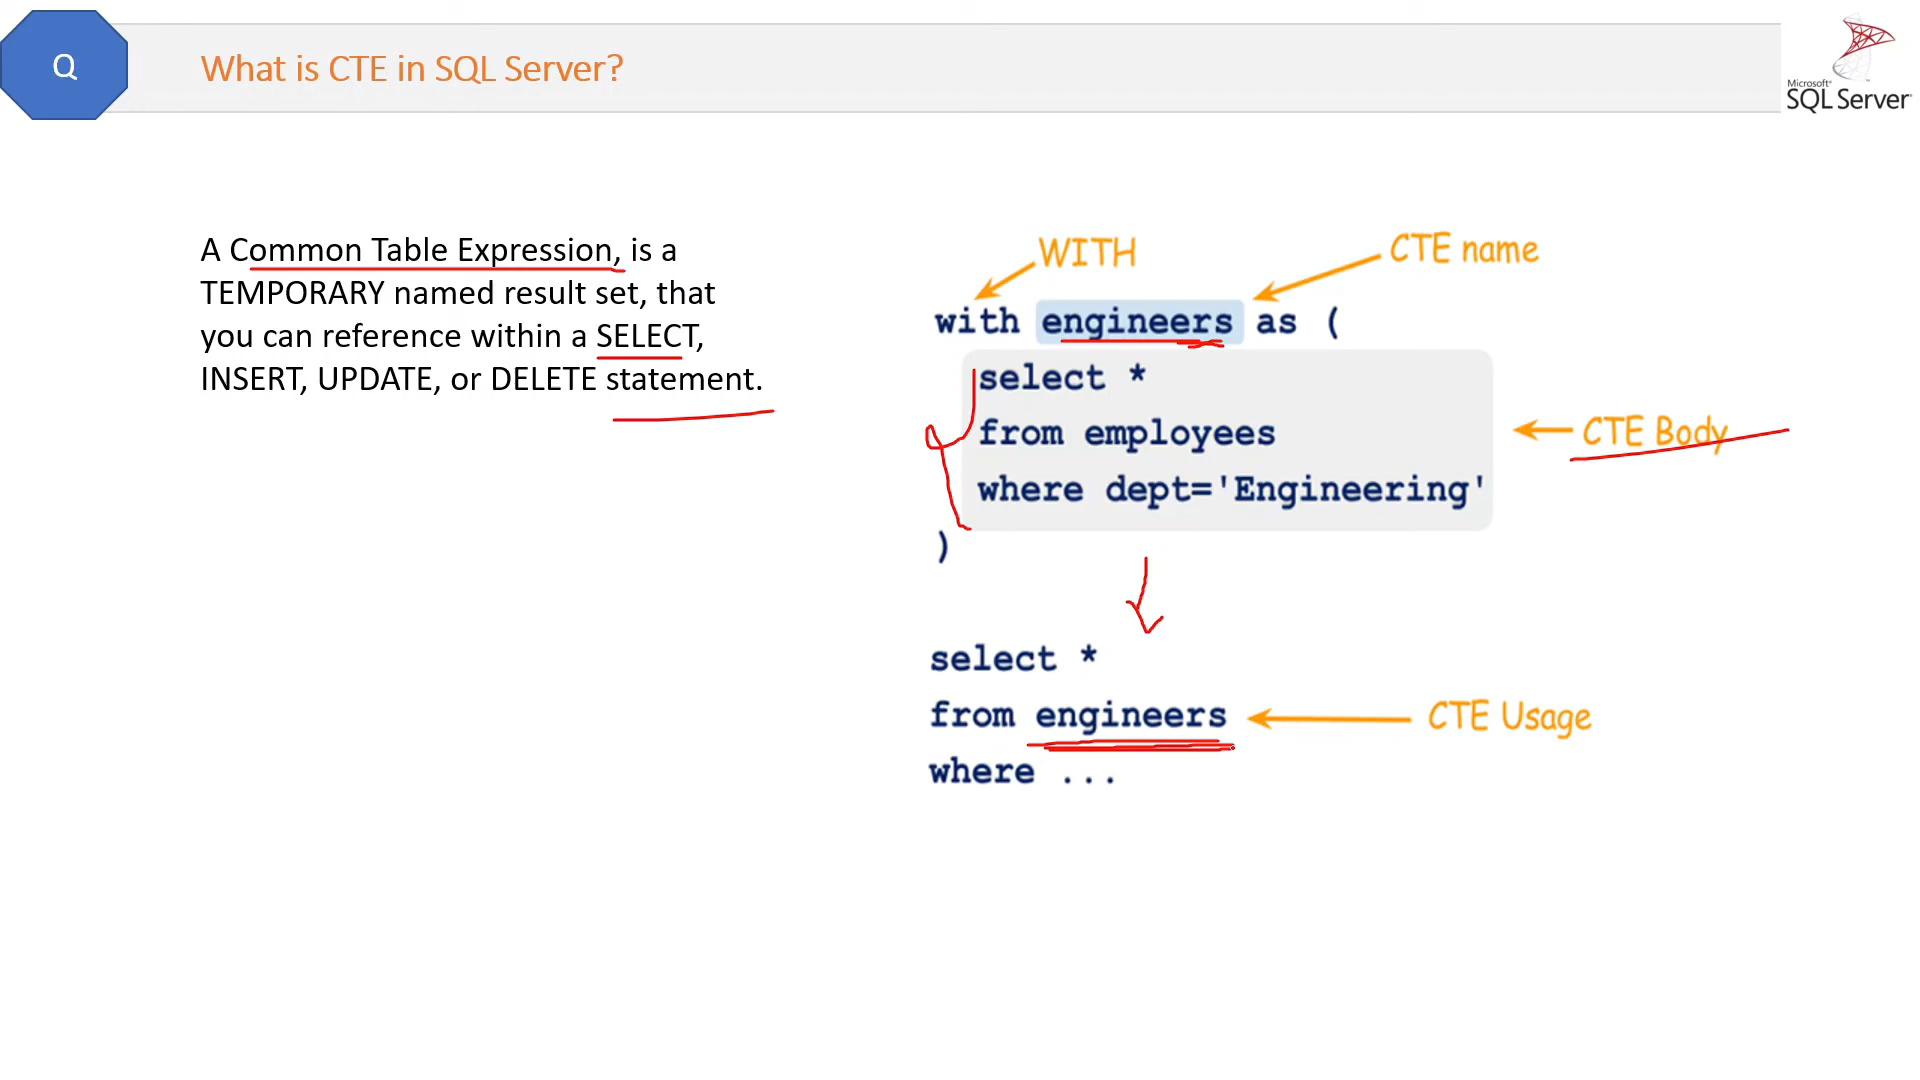 Q
What is CTE in SQL Server?
Microsoft®
SQL Server®
A Common Table Expression, is a
TEMPORARY named result set, that
you can reference within a SELECT,
INSERT, UPDATE, or DELETE statement.
WITH
CTE name
with engineers as (
select *
from employees
where dept='Engineering'
)
CTE Body
select *
from engineers
where ...
CTE Usage